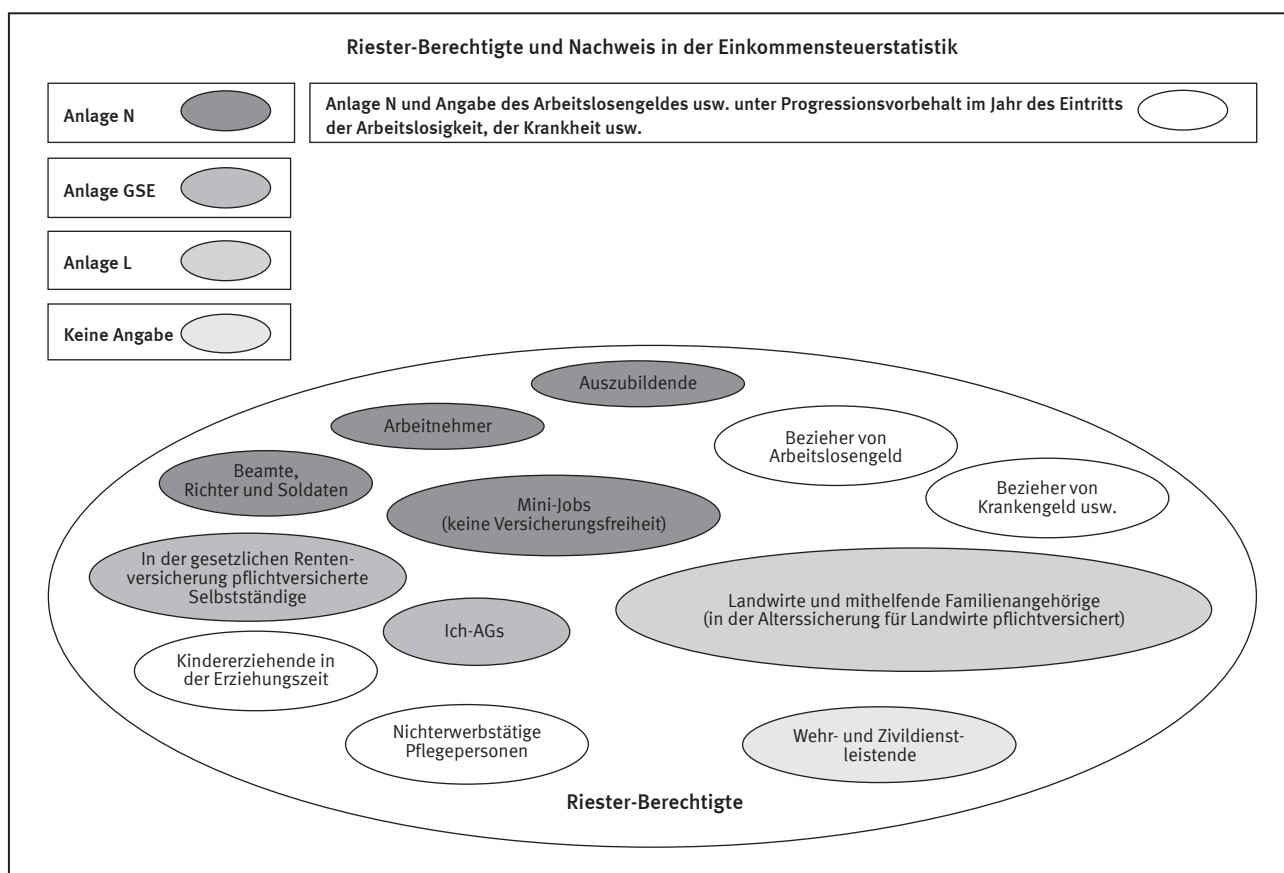 Riester-Berechtigte und Nachweis in der Einkommensteuerstatistik
Anlage N
Anlage N und Angabe des Arbeitslosengeldes usw. unter Progressionsvorbehalt im Jahr des Eintritts
der Arbeitslosigkeit, der Krankheit usw.
Anlage GSE
Anlage L
Keine Angabe
Auszubildende
Arbeitnehmer
Bezieher von
Arbeitslosengeld
Beamte,
Richter und Soldaten
Bezieher von
Krankengeld usw.
Mini-Jobs
(keine Versicherungsfreiheit)
In der gesetzlichen Renten-
versicherung pflichtversicherte
Selbstständige
Landwirte und mithelfende Familienangehörige
(in der Alterssicherung für Landwirte pflichtversichert)
Ich-AGs
Kindererziehende in
der Erziehungszeit
Nichterwerbstätige
Pflegepersonen
Wehr- und Zivildienst-
leistende
Riester-Berechtigte